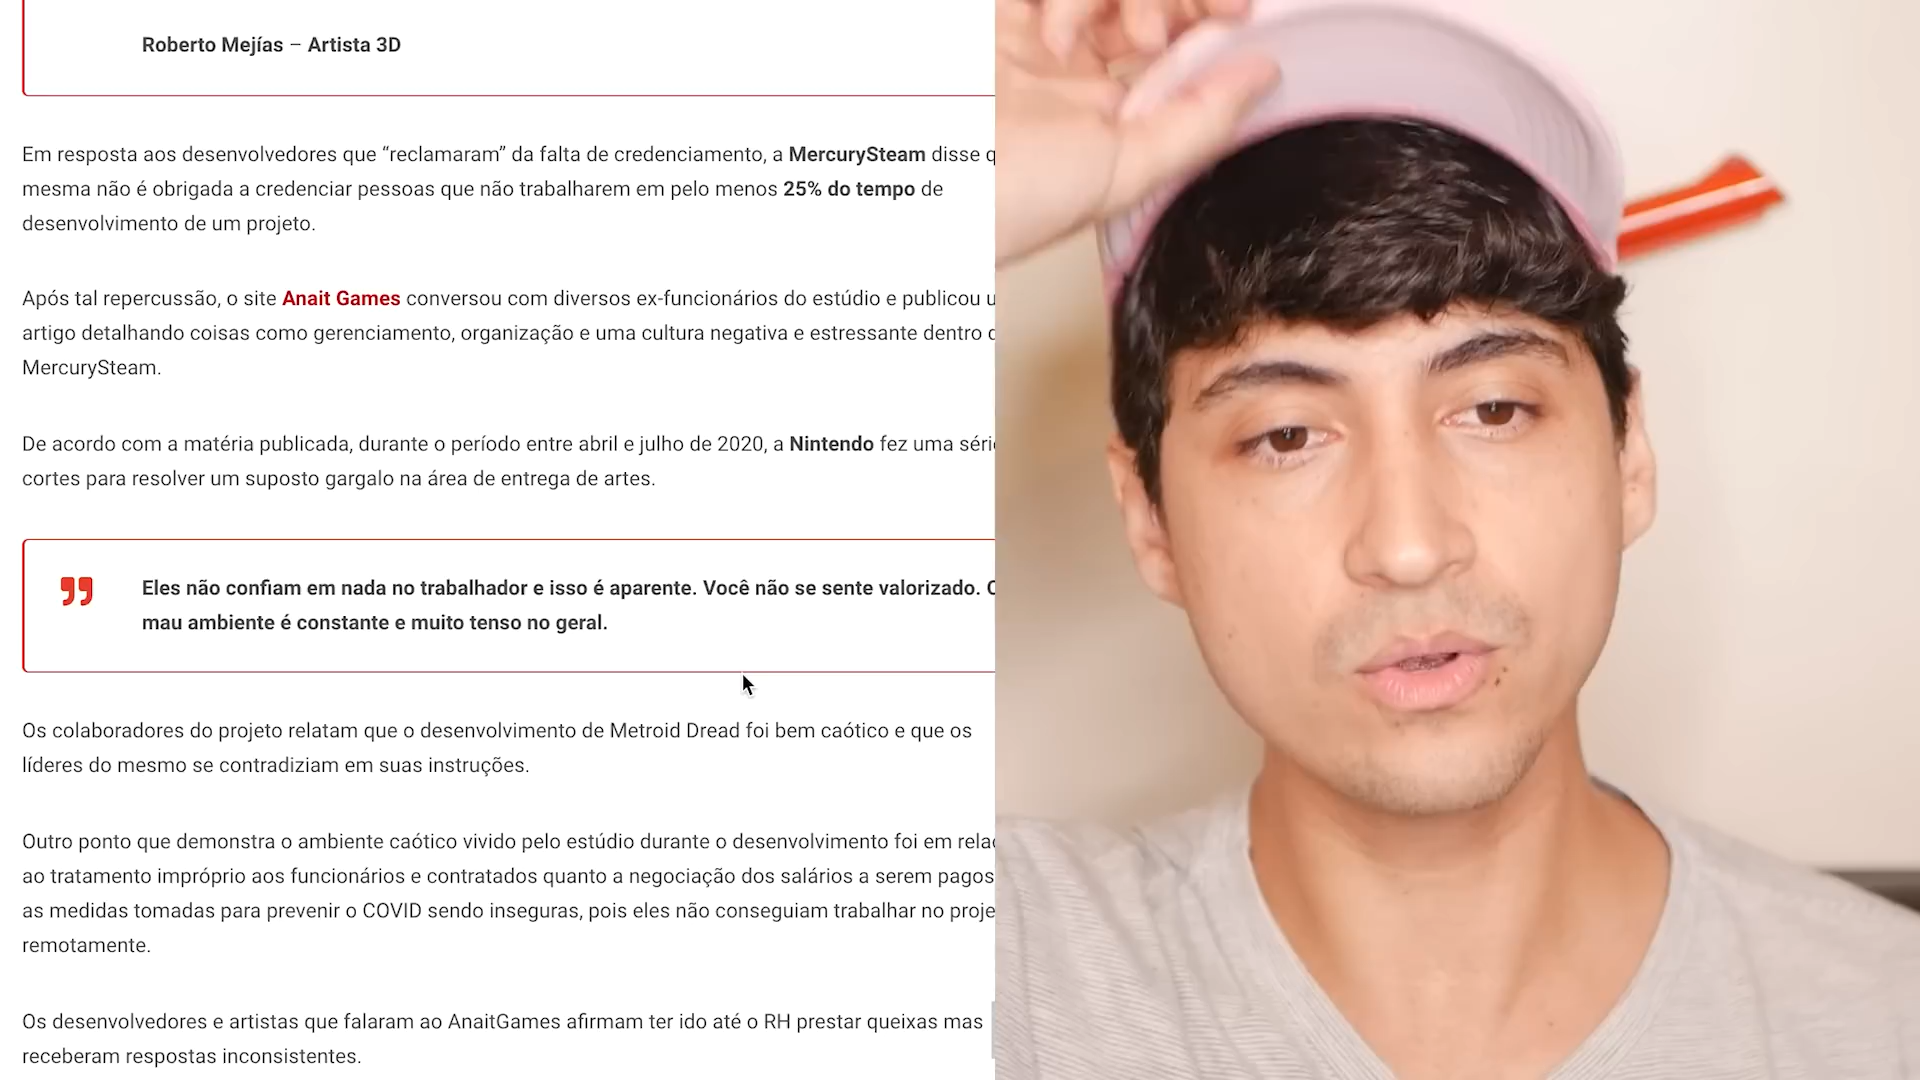 Roberto Mejías – Artista 3D
Em resposta aos desenvolvedores que “reclamaram” da falta de credenciamento, a MercurySteam disse
mesma não é obrigada a credenciar pessoas que não trabalharem em pelo menos 25% do tempo de
desenvolvimento de um projeto.
Após tal repercussão, o site Anait Games conversou com diversos ex-funcionários do estúdio e publicou
artigo detalhando coisas como gerenciamento, organização e uma cultura negativa e estressante dentro
MercurySteam.
De acordo com a matéria publicada, durante o período entre abril e julho de 2020, a Nintendo fez uma
cortes para resolver um suposto gargalo na área de entrega de artes.
Eles não confiam em nada no trabalhador e isso é aparente. Você não se sente valorizado.
mau ambiente é constante e muito tenso no geral.
Os colaboradores do projeto relatam que o desenvolvimento de Metroid Dread foi bem caótico e que os
líderes do mesmo se contradiziam em suas instruções.
Outro ponto que demonstra o ambiente caótico vivido pelo estúdio durante o desenvolvimento foi em
ao tratamento impróprio aos funcionários e contratados quanto a negociação dos salários a serem pagos
as medidas tomadas para prevenir o COVID sendo inseguras, pois eles não conseguiam trabalhar no
remotamente.
Os desenvolvedores e artistas que falaram ao AnaitGames afirmam ter ido até o RH prestar queixas mas
receberam respostas inconsistentes.